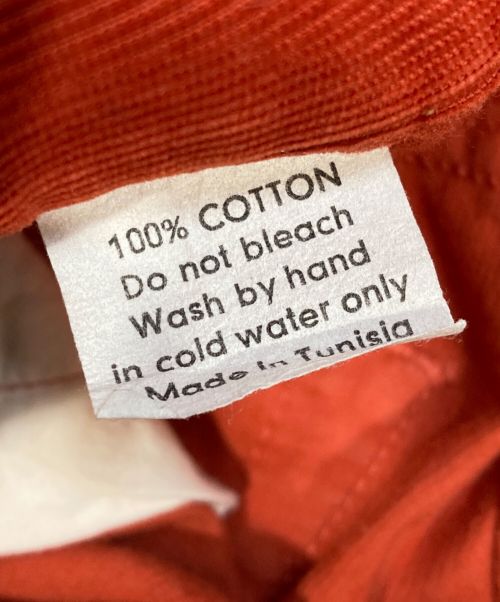 100% COTTON
Do not bleach
Wash by hand
in cold water only
Made in Tunisia